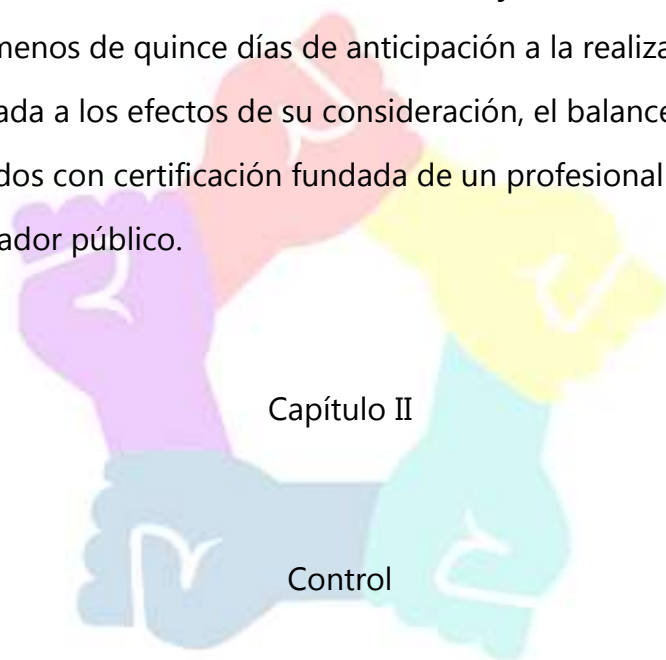 menos de quince días de anticipación a la realiza
ada a los efectos de su consideración, el balance
dos con certificación fundada de un profesional
ador público.
Capítulo II
Control